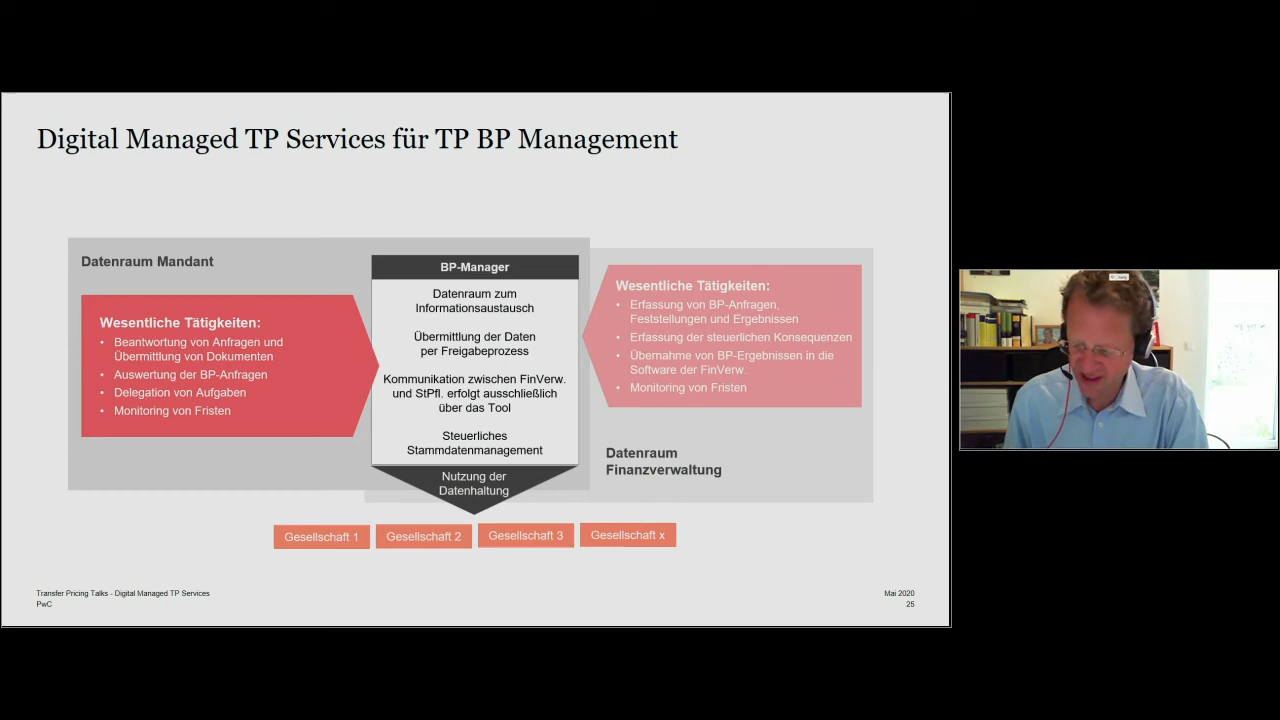 Digital Managed TP Services für TP BP Management
Datenraum Mandant
Wesentliche Tätigkeiten:
• Beantwortung von Anfragen und
Übermittlung von Dokumenten
• Auswertung der BP-Anfragen
• Delegation von Aufgaben
• Monitoring von Fristen
BP-Manager
Datenraum zum
Informationsaustausch
Übermittlung der Daten
per Freigabeprozess
Kommunikation zwischen FinVerw.
und StPfl. erfolgt ausschließlich
über das Tool
Steuerliches
Stammdatenmanagement
Nutzung der
Datenhaltung
Wesentliche Tätigkeiten:
• Erfassung von BP-Anfragen,
Feststellungen und Ergebnissen
• Erfassung der steuerlichen Konsequenzen
• Übernahme von BP-Ergebnissen in die
Software der FinVerw.
• Monitoring von Fristen
Datenraum
Finanzverwaltung
Gesellschaft 1
Gesellschaft 2
Gesellschaft 3
Gesellschaft x
Transfer Pricing Talks - Digital Managed TP Services
PwC
Mai 2020
25